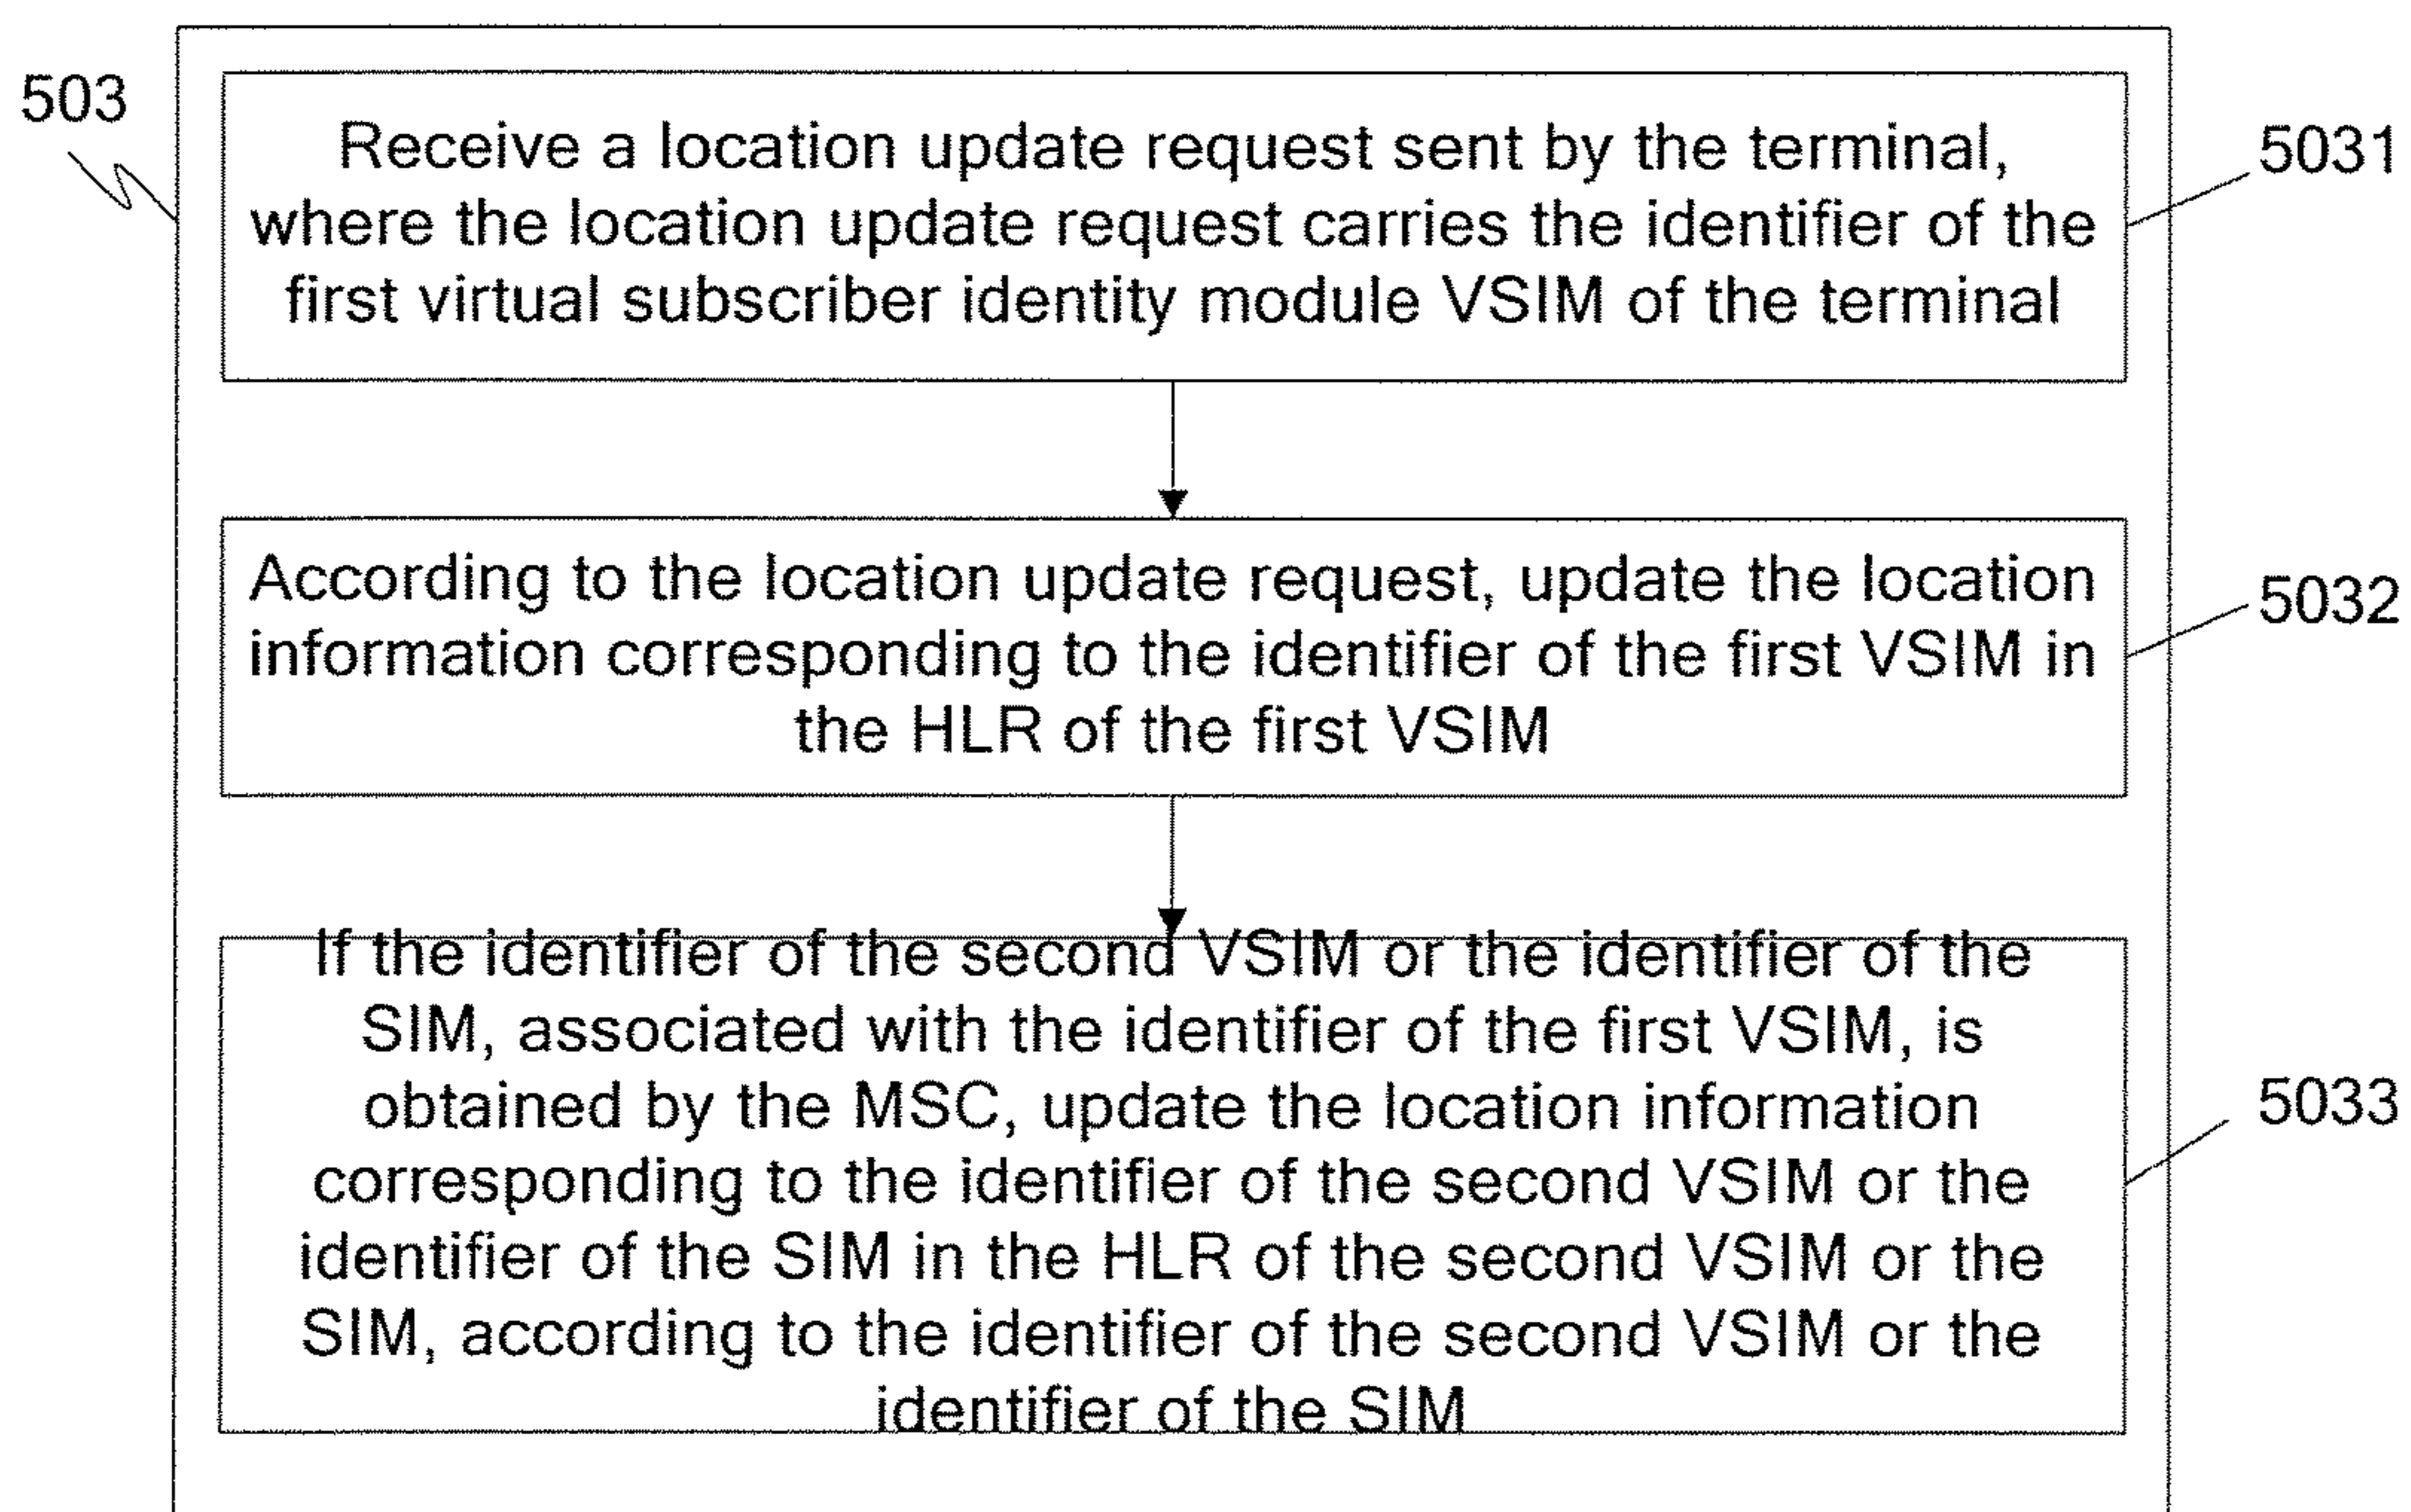 503
Receive a location update request sent by the terminal,
where the location update request carries the identifier of the
first virtual subscriber identity module VSIM of the terminal
5031
According to the location update request, update the location
information corresponding to the identifier of the first VSIM in
the HLR of the first VSIM
5032
If the identifier of the second VSIM or the identifier of the
SIM, associated with the identifier of the first VSIM, is
obtained by the MSC, update the location information
corresponding to the identifier of the second VSIM or the
identifier of the SIM in the HLR of the second VSIM or the
SIM, according to the identifier of the second VSIM or the
identifier of the SIM
5033